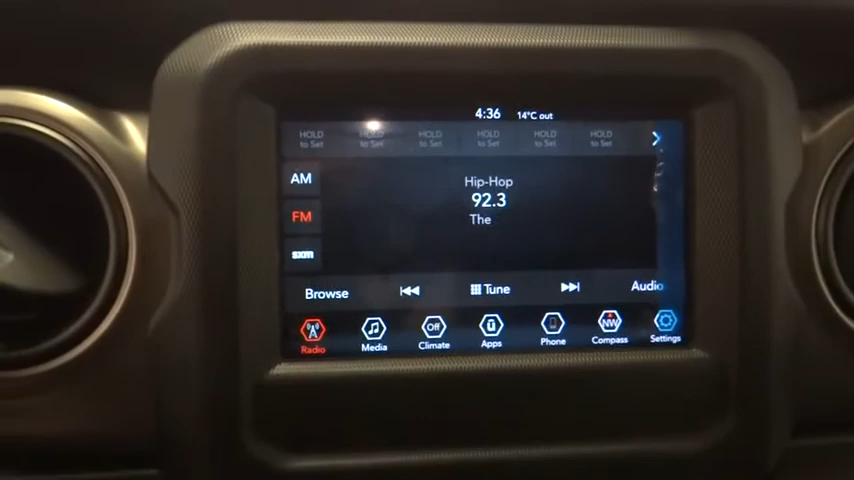 4:36 14°C out
HOLD to Set HOLD to Set HOLD to Set HOLD to Set HOLD to Set HOLD to Set
AM
Hip-Hop
92.3
FM
The
sxm
Browse Tune Audio
Radio Media Off Climate Apps Phone NW Compass Settings